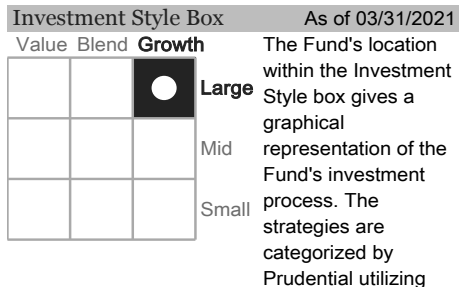 Investment Style Box As of 03/31/2021
Value Blend Growth
Large
Mid
Small
The Fund's location
within the Investment
Style box gives a
graphical
representation of the
Fund's investment
process. The
strategies are
categorized by
Prudential utilizing